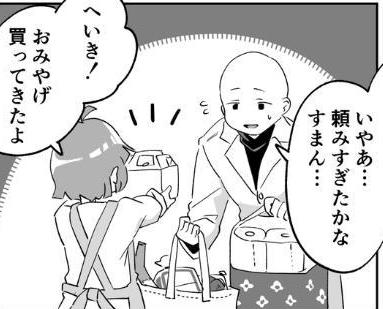 いやあ…
頼みすぎたかな
すまん…
へいき！
おみやげ
買ってきたよ